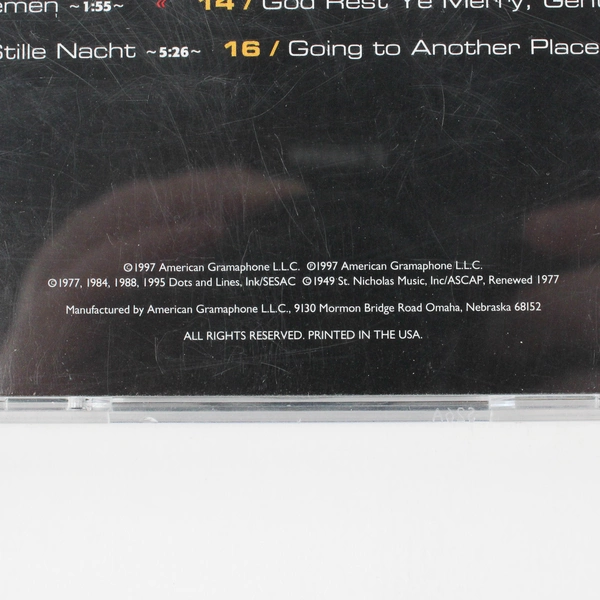 emen ~1:55~ « 14 / God Rest Ye Merry, Gent
Stille Nacht ~5:26~ 16 / Going to Another Place
©1997 American Gramaphone L.L.C. ℗1997 American Gramaphone L.L.C.
©1977, 1984, 1988, 1995 Dots and Lines, Ink/SESAC ©1949 St. Nicholas Music, Inc/ASCAP, Renewed 1977
Manufactured by American Gramaphone L.L.C., 9130 Mormon Bridge Road Omaha, Nebraska 68152
ALL RIGHTS RESERVED. PRINTED IN THE USA.